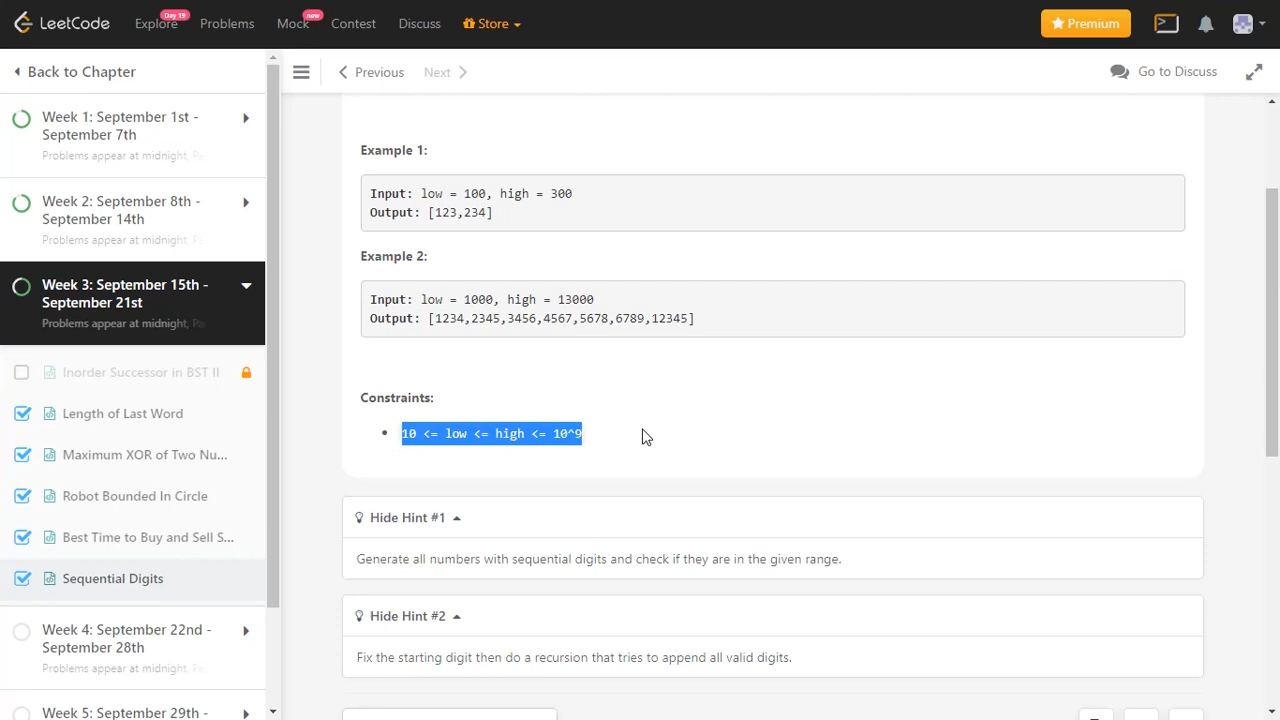 LeetCode
Explore
Day 19
Problems
Mock
new
Contest
Discuss
Store
Premium
Back to Chapter
Previous
Next
Go to Discuss
Week 1: September 1st -
September 7th
Problems appear at midnight, Pa
Week 2: September 8th -
September 14th
Problems appear at midnight, Pa
Week 3: September 15th -
September 21st
Problems appear at midnight, Pa
Inorder Successor in BST II
Length of Last Word
Maximum XOR of Two Nu...
Robot Bounded In Circle
Best Time to Buy and Sell S...
Sequential Digits
Week 4: September 22nd -
September 28th
Problems appear at midnight, Pa
Week 5: September 29th -
Example 1:
Input: low = 100, high = 300
Output: [123,234]
Example 2:
Input: low = 1000, high = 13000
Output: [1234,2345,3456,4567,5678,6789,12345]
Constraints:
10 <= low <= high <= 10^9
Hide Hint #1
Generate all numbers with sequential digits and check if they are in the given range.
Hide Hint #2
Fix the starting digit then do a recursion that tries to append all valid digits.